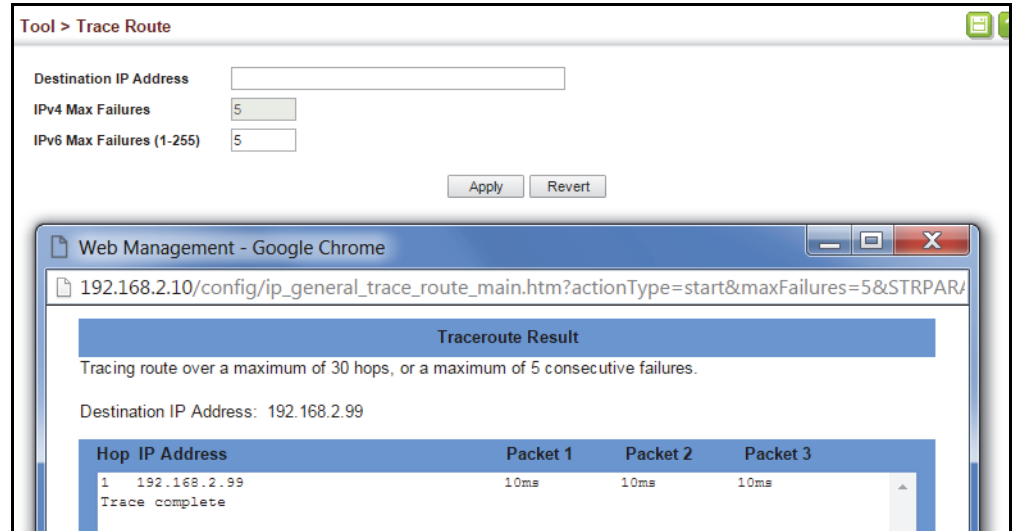 Tool > Trace Route
Destination IP Address
IPv4 Max Failures 5
IPv6 Max Failures (1-255) 5
Apply Revert
Web Management - Google Chrome
192.168.2.10/config/ip_general_trace_route_main.htm?actionType=start&maxFailures=5&STRPARA
Traceroute Result
Tracing route over a maximum of 30 hops, or a maximum of 5 consecutive failures.
Destination IP Address: 192.168.2.99
Hop IP Address Packet 1 Packet 2 Packet 3
1 192.168.2.99 10ms 10ms 10ms
Trace complete